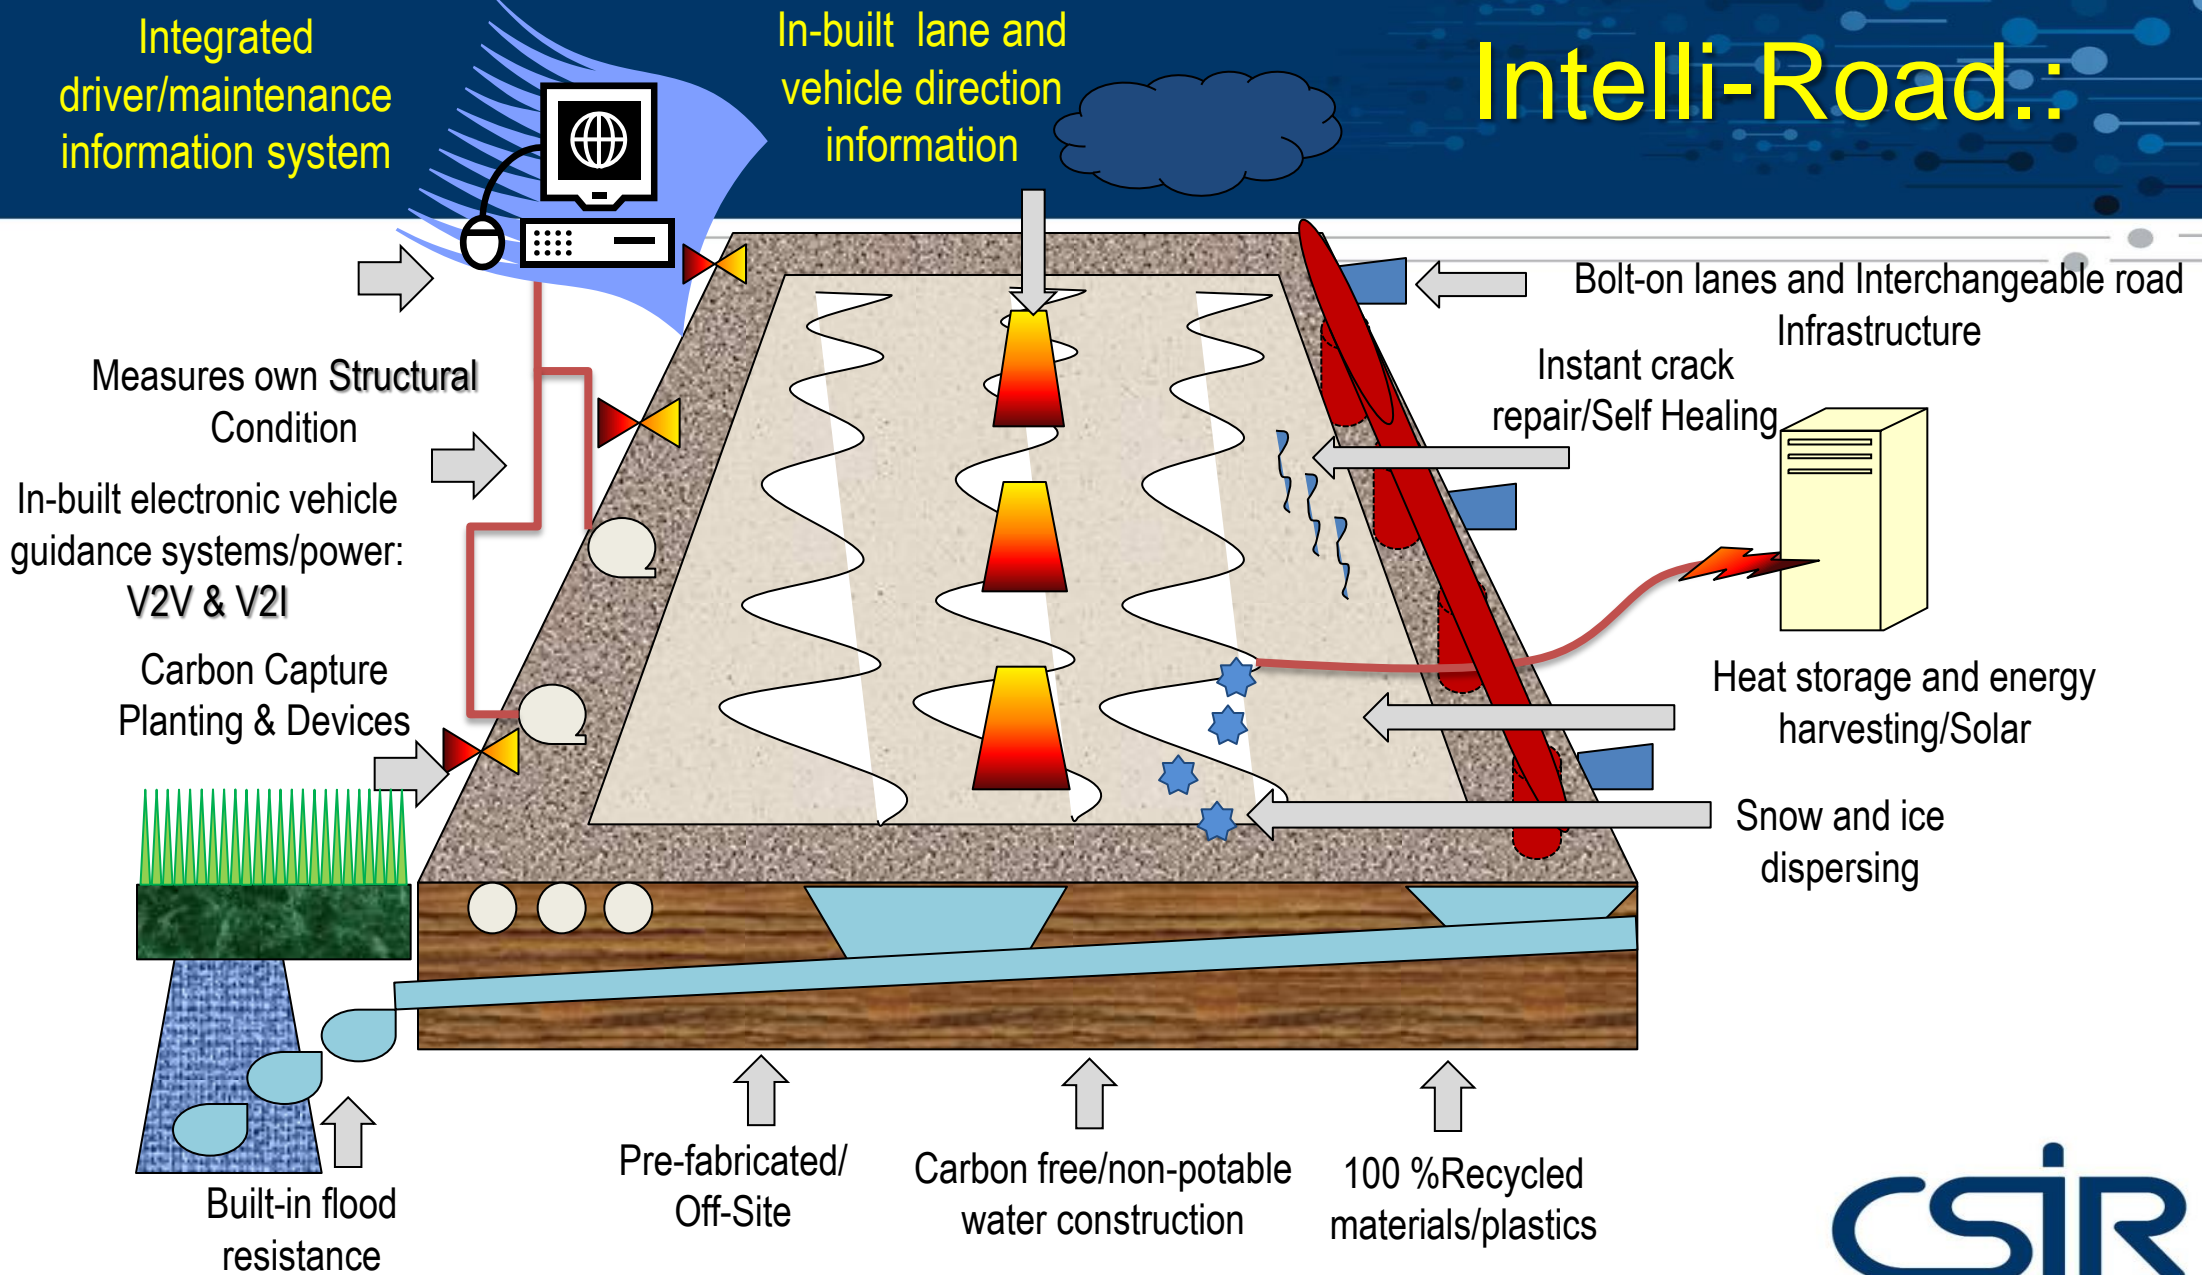 Integrated
driver/maintenance
information system
In-built lane and
vehicle direction
information
Intelli-Road.:
Bolt-on lanes and Interchangeable road
Infrastructure
Measures own Structural
Condition
Instant crack
repair/Self Healing
In-built electronic vehicle
guidance systems/power:
V2V & V2I
Carbon Capture
Planting & Devices
Heat storage and energy
harvesting/Solar
Snow and ice
dispersing
Built-in flood
resistance
Pre-fabricated/
Off-Site
Carbon free/non-potable
water construction
100 %Recycled
materials/plastics
CSIR